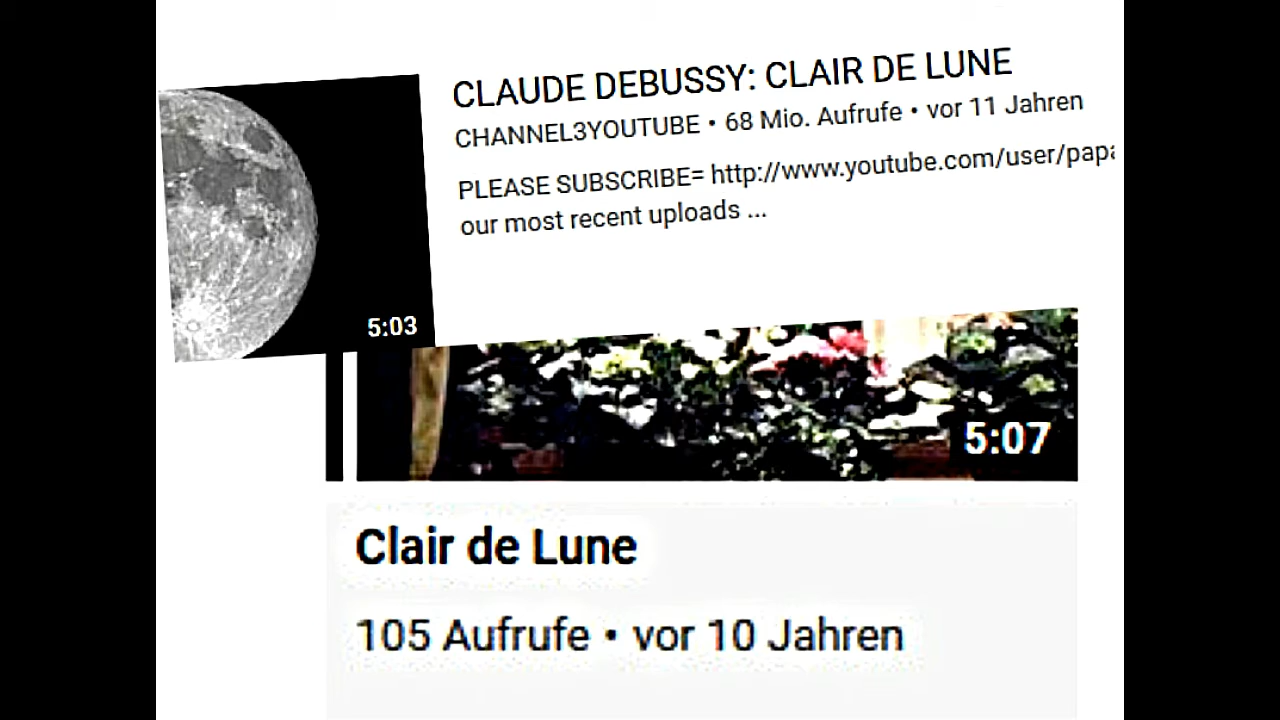 CLAUDE DEBUSSY: CLAIR DE LUNE
CHANNEL3YOUTUBE • 68 Mio. Aufrufe • vor 11 Jahren
PLEASE SUBSCRIBE= http://www.youtube.com/user/papa
our most recent uploads ...
5:03
5:07
Clair de Lune
105 Aufrufe • vor 10 Jahren